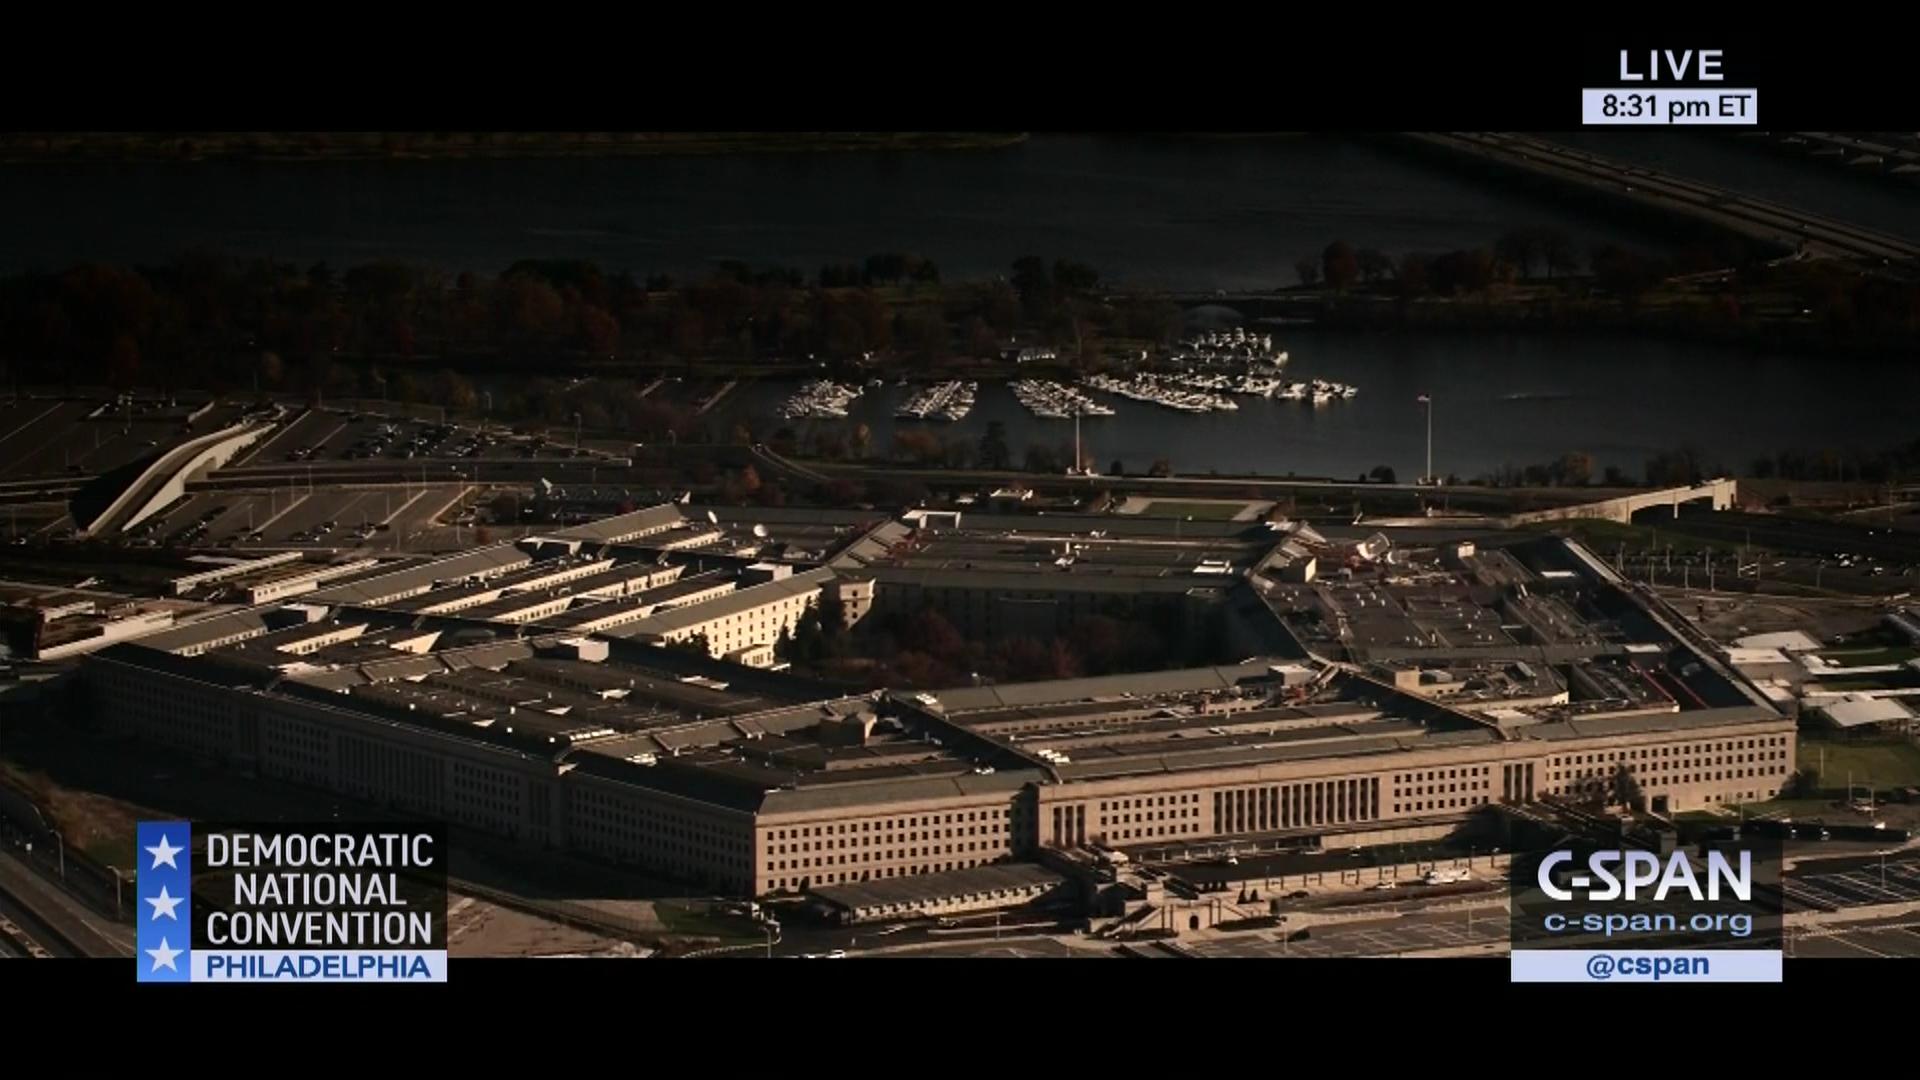 LIVE
8:31 pm ET
DEMOCRATIC
NATIONAL
CONVENTION
PHILADELPHIA
C-SPAN
c-span.org
@cspan